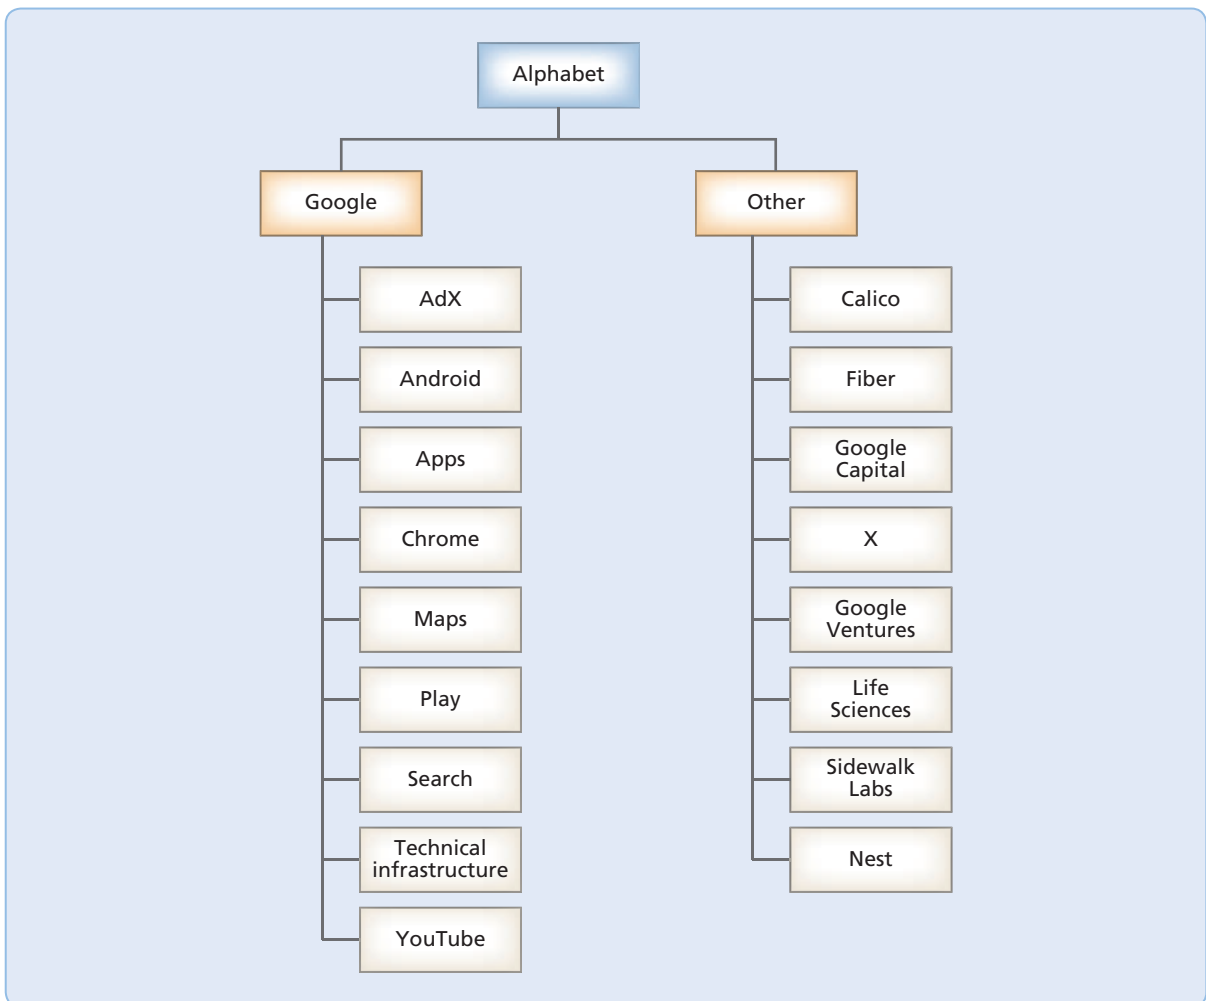 Alphabet
Google
AdX
Android
Apps
Chrome
Maps
Play
Search
Technical
infrastructure
YouTube
Other
Calico
Fiber
Google
Capital
X
Google
Ventures
Life
Sciences
Sidewalk
Labs
Nest